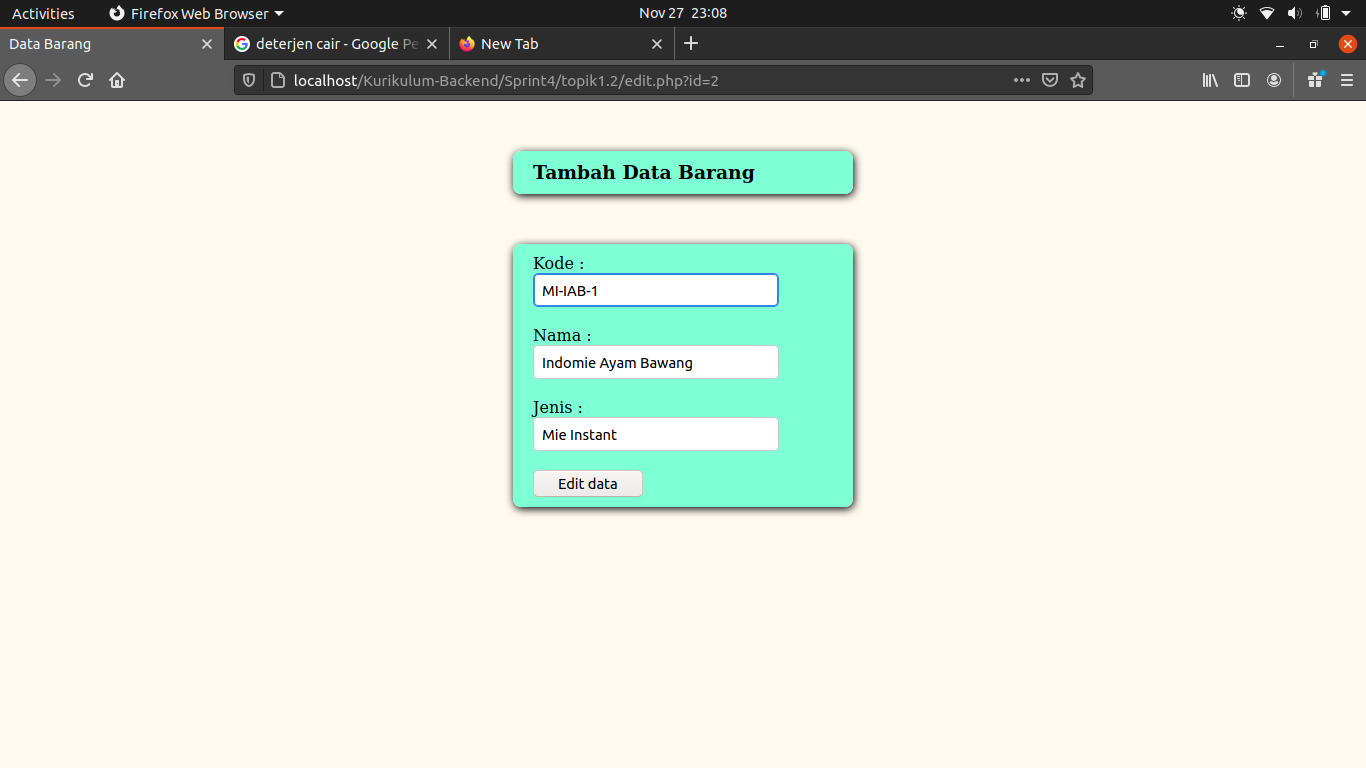 Activities Firefox Web Browser Nov 27 23:08
Data Barang deterjen cair - Google Pe New Tab
localhost/Kurikulum-Backend/Sprint4/topik1.2/edit.php?id=2
Tambah Data Barang
Kode :
MI-IAB-1
Nama :
Indomie Ayam Bawang
Jenis :
Mie Instant
Edit data